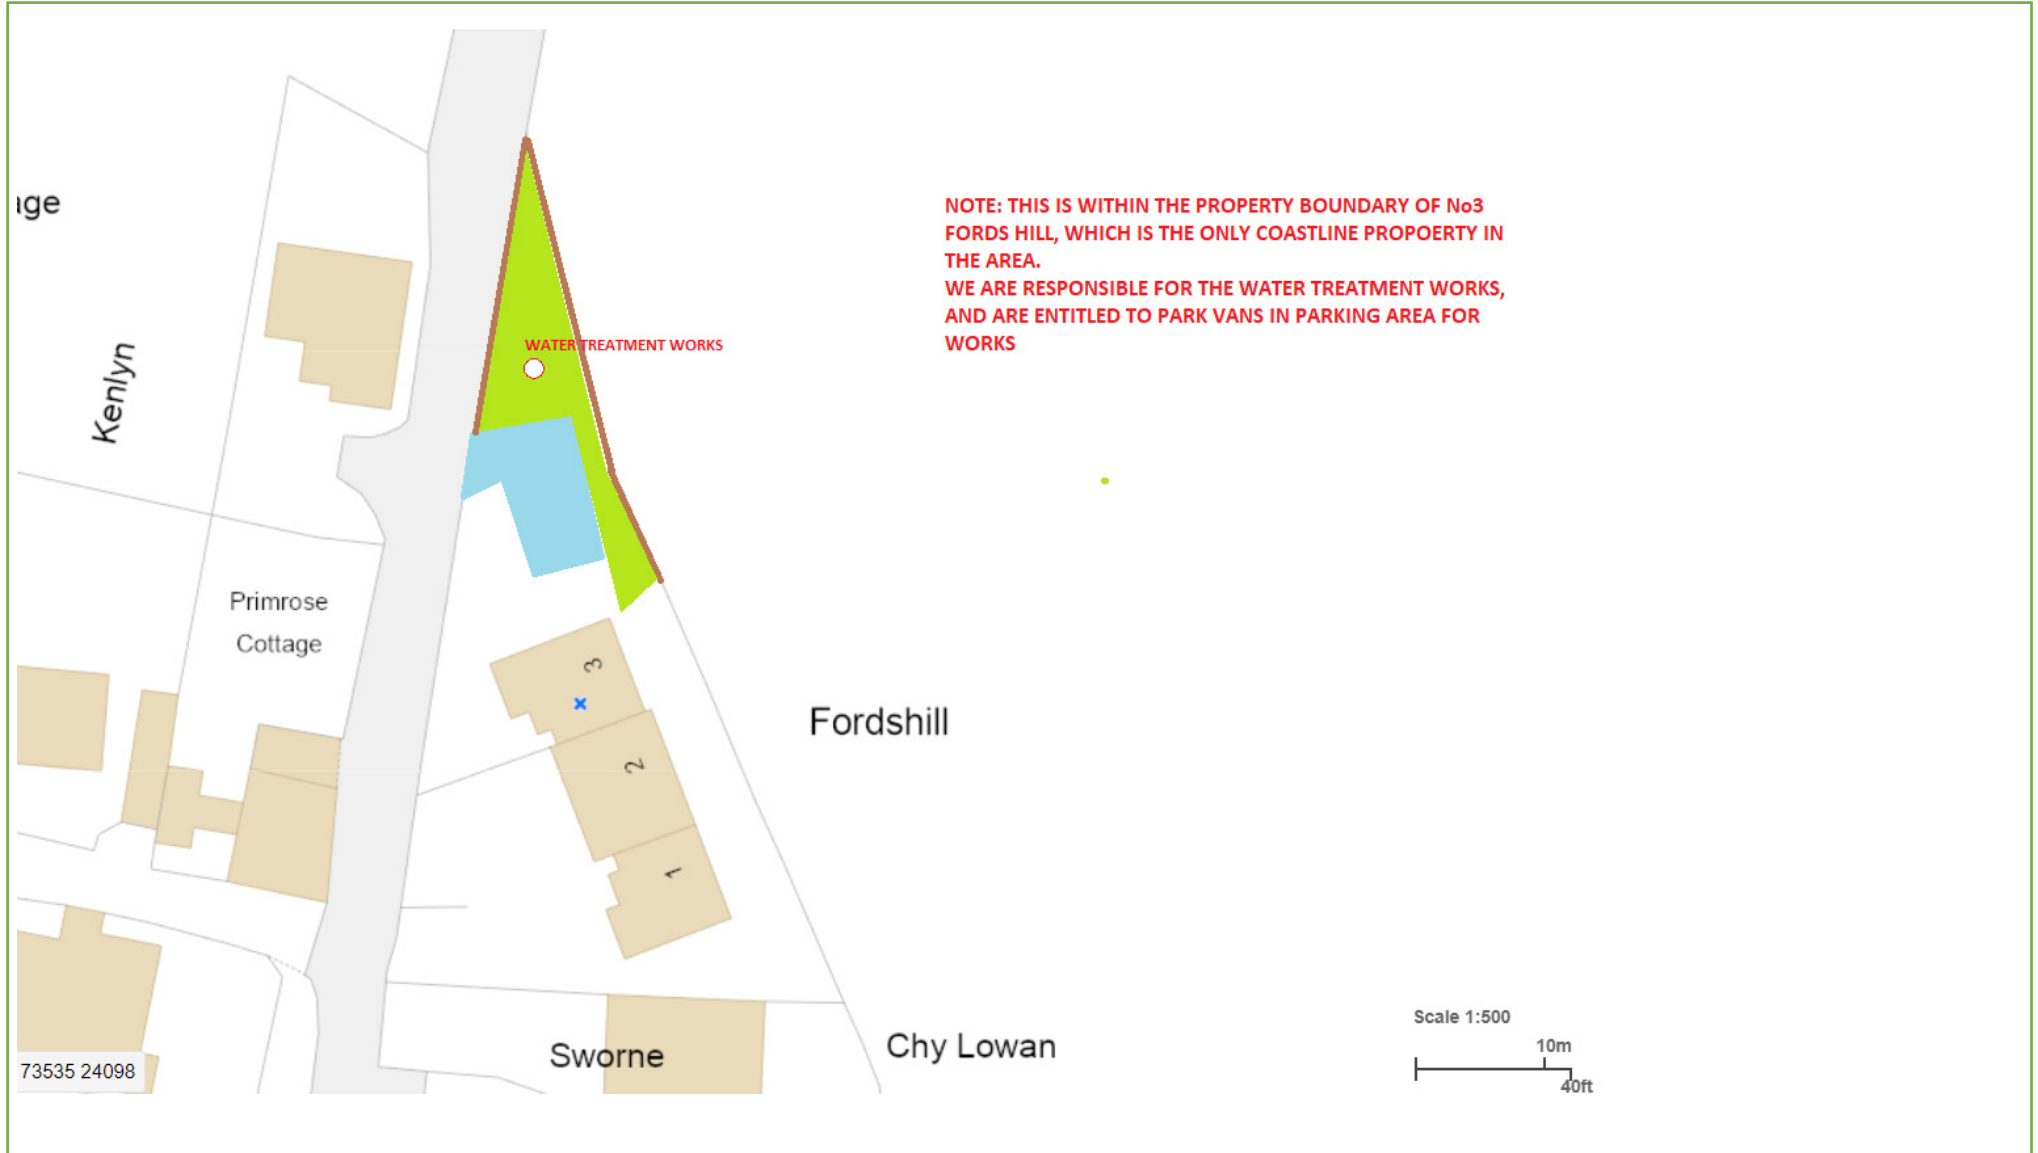 NOTE: THIS IS WITHIN THE PROPERTY BOUNDARY OF No3
FORDS HILL, WHICH IS THE ONLY COASTLINE PROPOERTY IN
THE AREA.
WE ARE RESPONSIBLE FOR THE WATER TREATMENT WORKS,
AND ARE ENTITLED TO PARK VANS IN PARKING AREA FOR
WORKS
WATER TREATMENT WORKS
Kenlyn
Primrose
Cottage
3
2
1
Fordshill
Sworne
Chy Lowan
73535 24098
Scale 1:500
10m
40ft